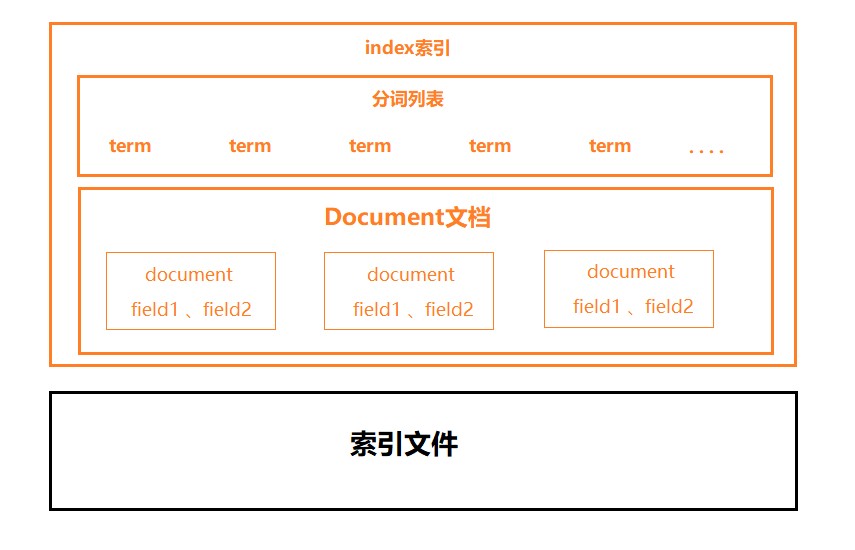 index索引
分词列表
term term term term term ....
Document文档
document document document
field1 、field2 field1 、field2 field1 、field2
索引文件